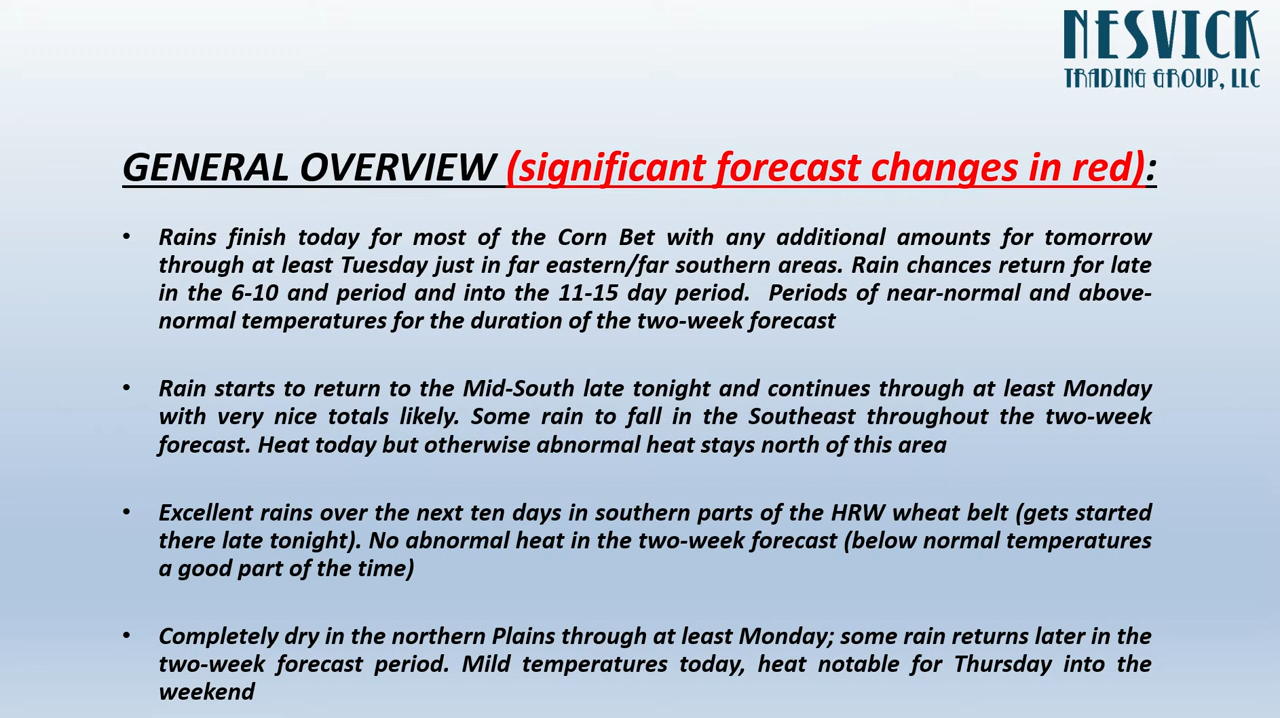 NESVICK
TRADING GROUP, LLC
GENERAL OVERVIEW (significant forecast changes in red):
• Rains finish today for most of the Corn Bet with any additional amounts for tomorrow
through at least Tuesday just in far eastern/far southern areas. Rain chances return for late
in the 6-10 and period and into the 11-15 day period. Periods of near-normal and above-
normal temperatures for the duration of the two-week forecast
• Rain starts to return to the Mid-South late tonight and continues through at least Monday
with very nice totals likely. Some rain to fall in the Southeast throughout the two-week
forecast. Heat today but otherwise abnormal heat stays north of this area
• Excellent rains over the next ten days in southern parts of the HRW wheat belt (gets started
there late tonight). No abnormal heat in the two-week forecast (below normal temperatures
a good part of the time)
• Completely dry in the northern Plains through at least Monday; some rain returns later in the
two-week forecast period. Mild temperatures today, heat notable for Thursday into the
weekend